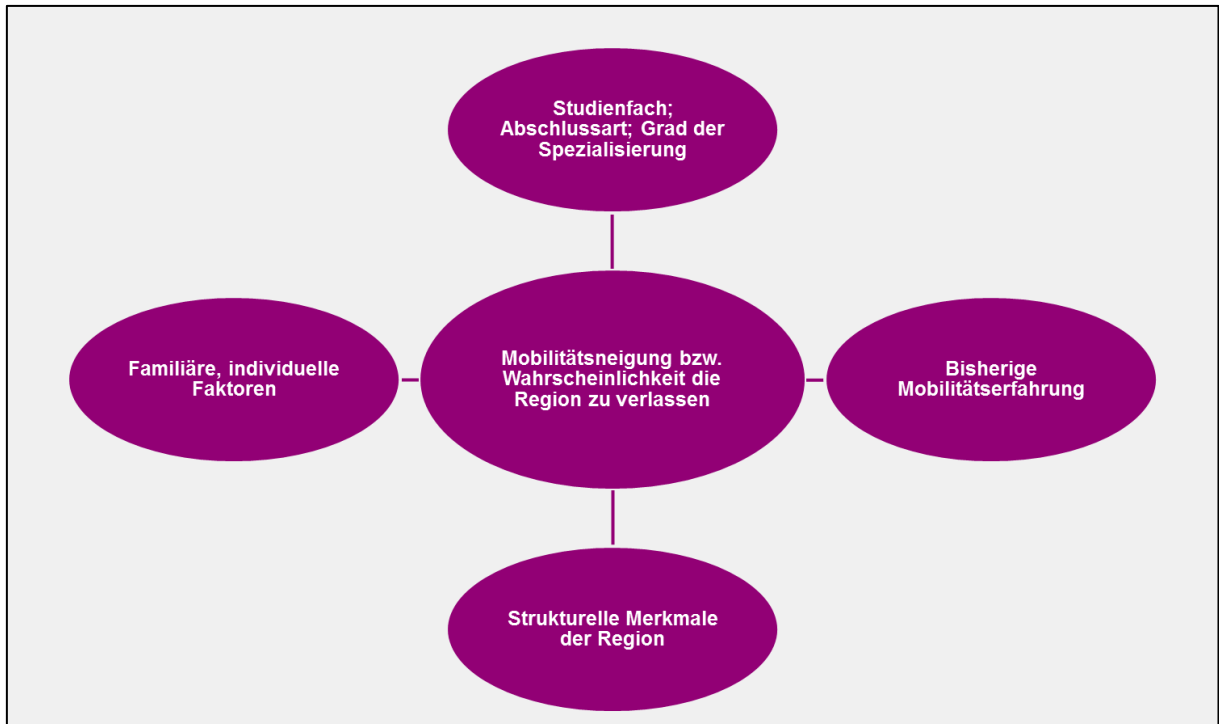 Studienfach;
Abschlussart; Grad der
Spezialisierung
Familiäre, individuelle
Faktoren
Mobilitätsneigung bzw.
Wahrscheinlichkeit die
Region zu verlassen
Bisherige
Mobilitätserfahrung
Strukturelle Merkmale
der Region